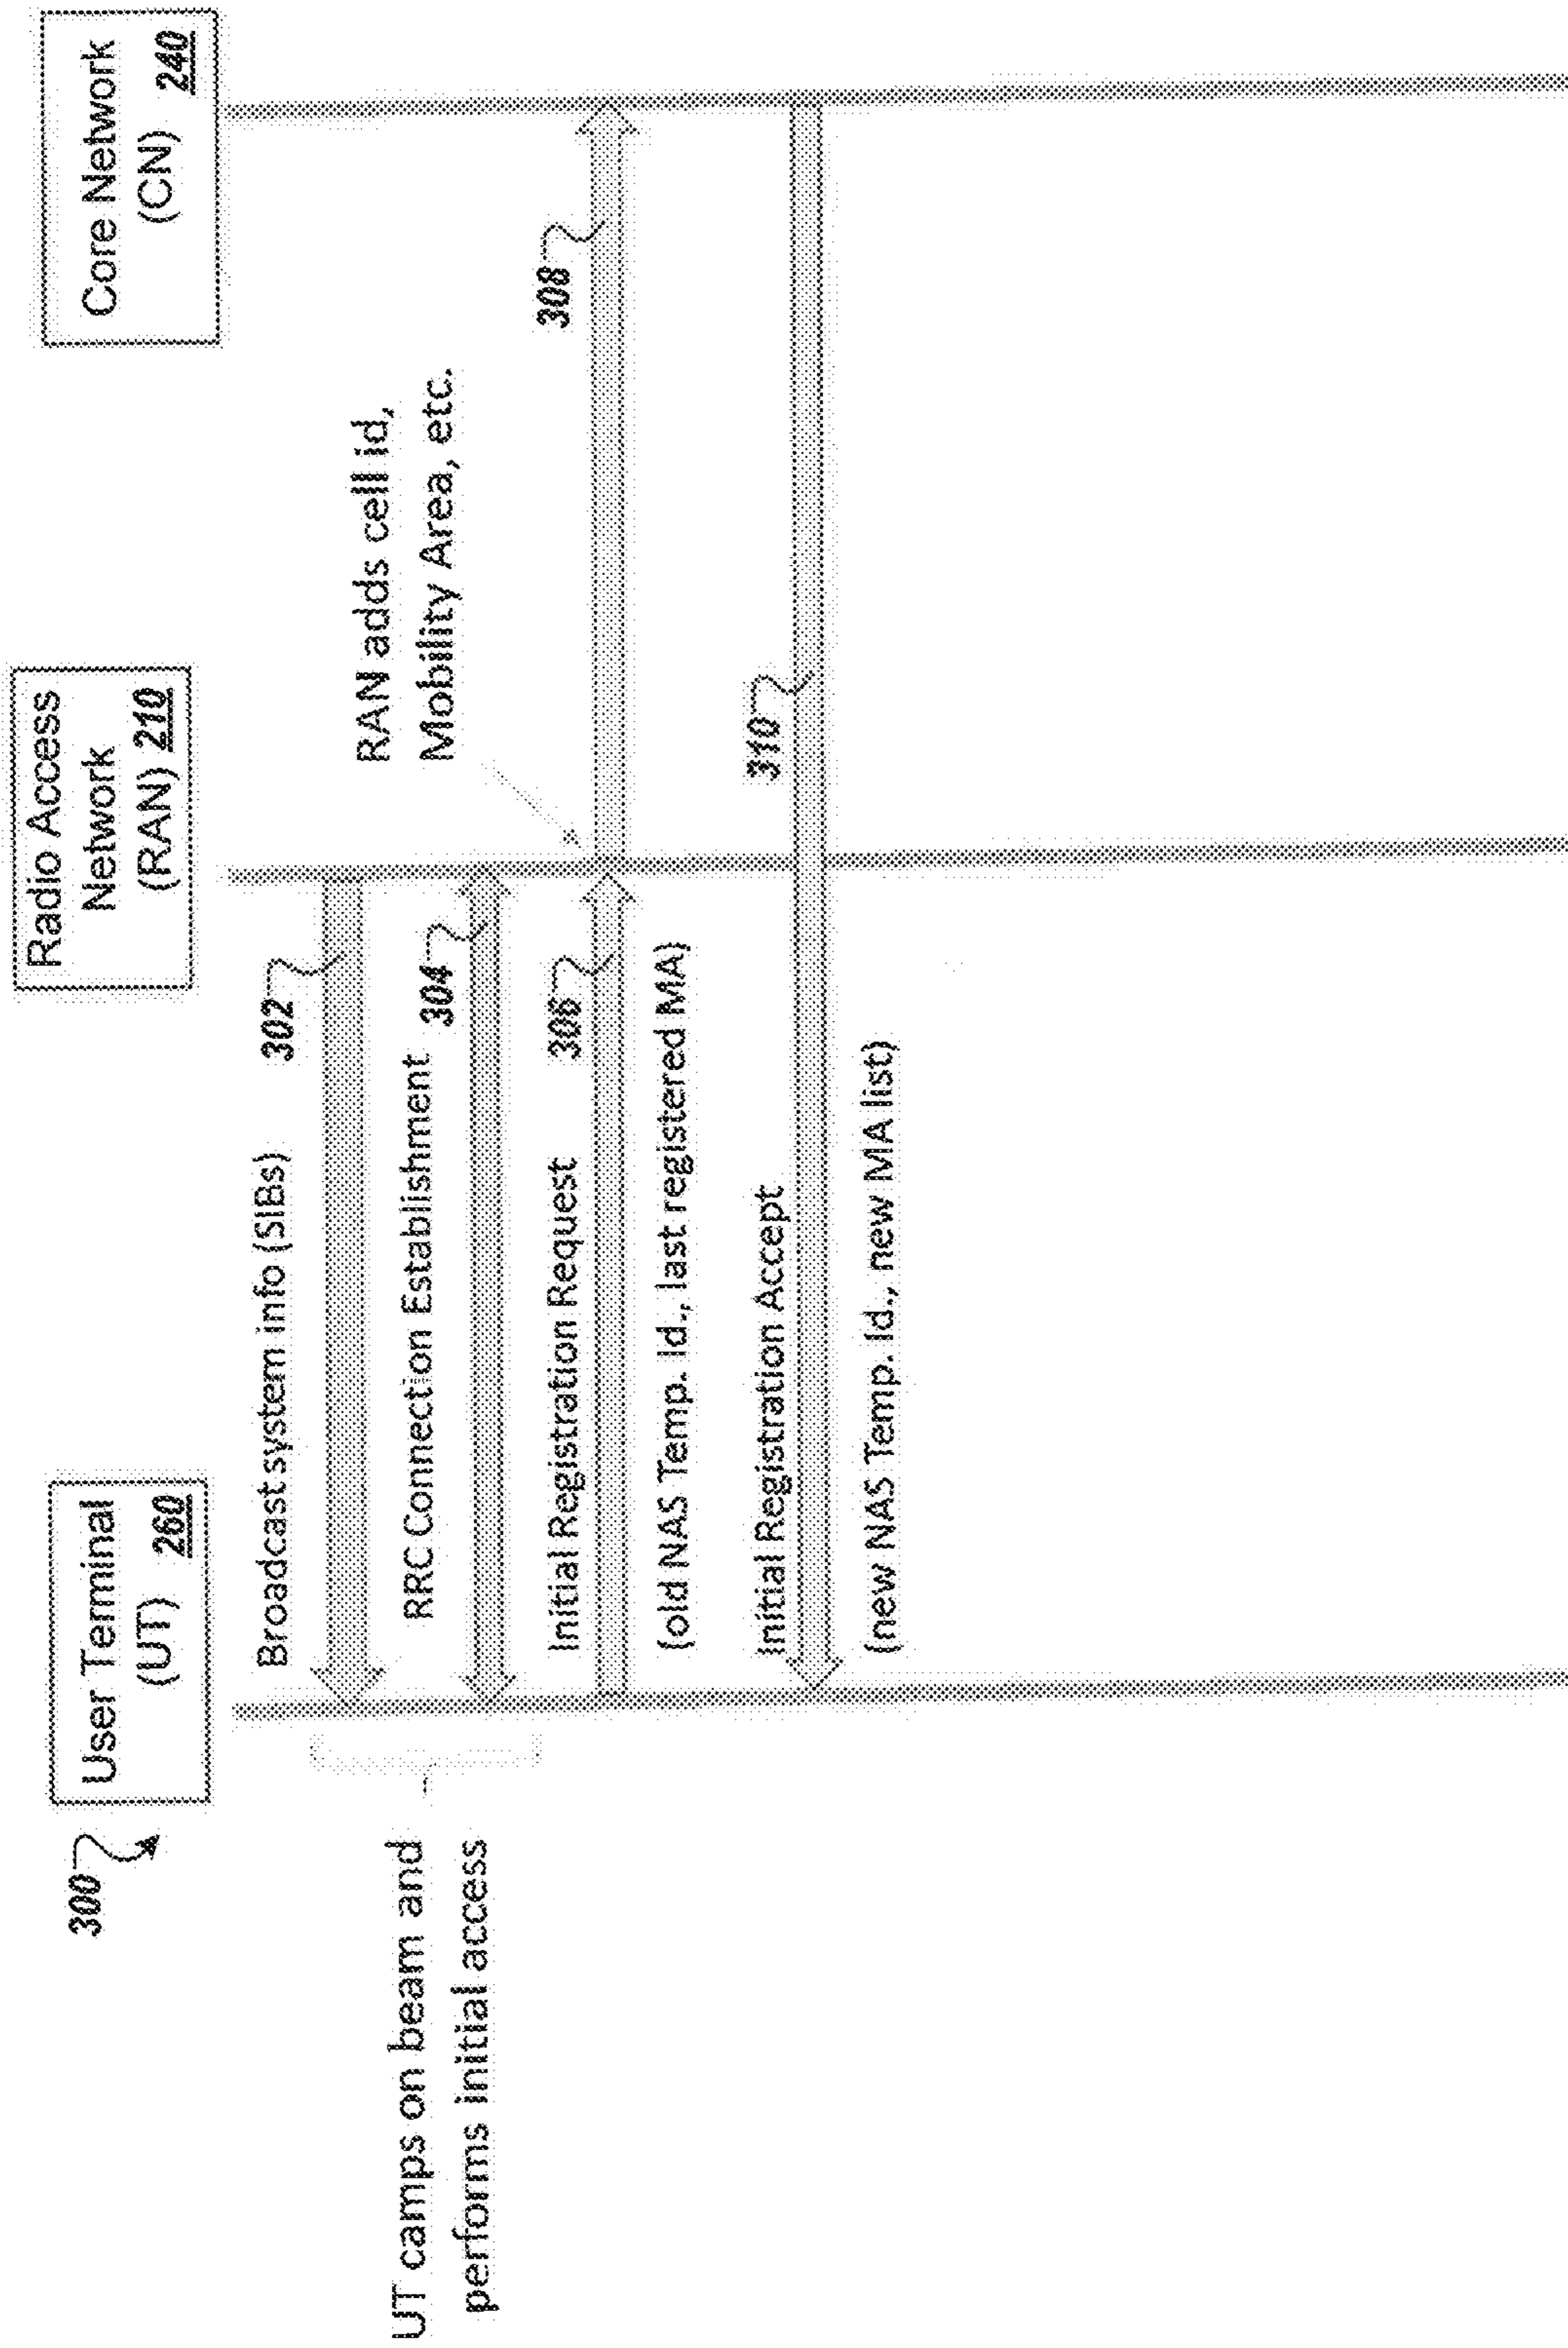 300
User Terminal
(UT) 260
Radio Access
Network
(RAN) 210
Core Network
(CN) 240
UT camps on beam and
performs initial access
Broadcast system info (SIBs)
302
RRC Connection Establishment
304
RAN adds cell id,
Mobility Area, etc.
Initial Registration Request
306
308
(old NAS Temp. Id., last registered MA)
Initial Registration Accept
310
(new NAS Temp. Id., new MA list)